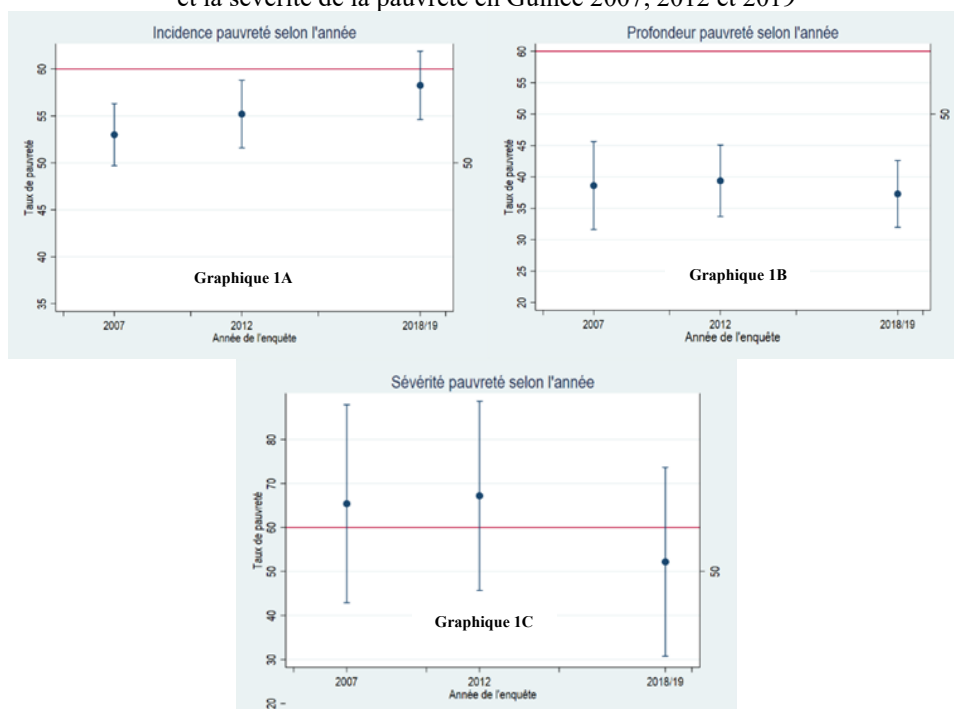 et la sévérité de la pauvreté en Guinée 2007, 2012 et 2019
Incidence pauvreté selon l'année
Taux de pauvreté
60
55
50
45
40
35
50
Graphique 1A
2007 2012 2018/19
Année de l'enquête
Profondeur pauvreté selon l'année
Taux de pauvreté
60
55
50
45
40
35
30
25
20
50
Graphique 1B
2007 2012 2018/19
Année de l'enquête
Sévérité pauvreté selon l'année
Taux de pauvreté
80
70
60
50
40
30
20
50
Graphique 1C
2007 2012 2018/19
Année de l'enquête